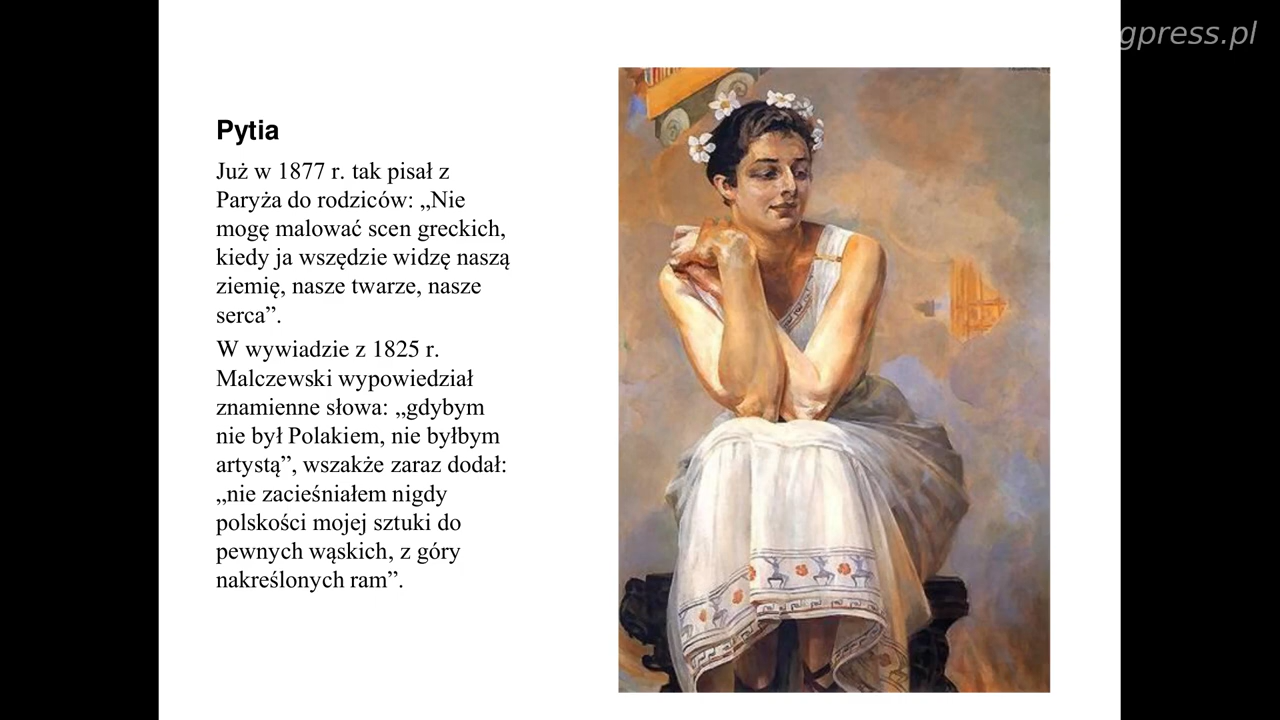 gpress.pl
Pytia
Już w 1877 r. tak pisał z
Paryża do rodziców: „Nie
mogę malować scen greckich,
kiedy ja wszędzie widzę naszą
ziemię, nasze twarze, nasze
serca”.
W wywiadzie z 1825 r.
Malczewski wypowiedział
znamienne słowa: „gdybym
nie był Polakiem, nie byłbym
artystą”, wszakże zaraz dodał:
„nie zacieśniałem nigdy
polskości mojej sztuki do
pewnych wąskich, z góry
nakreślonych ram”.